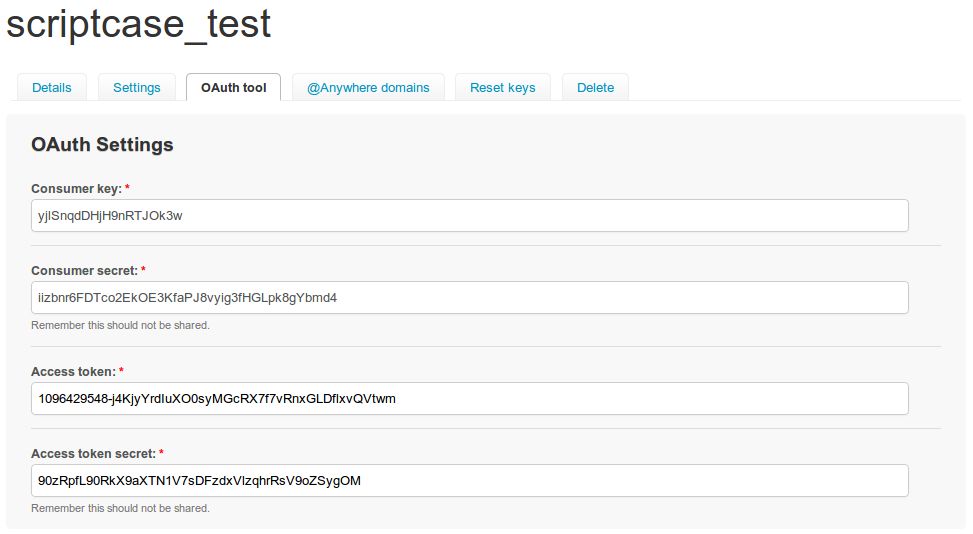 scriptcase_test
Details Settings OAuth tool @Anywhere domains Reset keys Delete
OAuth Settings
Consumer key: *
yjlSnqdDHjH9nRTJOk3w
Consumer secret: *
iizbnr6FDTco2EkOE3KfaPJ8vyig3fHGLpk8gYbmd4
Remember this should not be shared.
Access token: *
1096429548-j4KjyYrdIuXO0syMGcRX7f7vRnxGLDflxvQVtwm
Access token secret: *
90zRpfL90RkX9aXTN1V7sDFzdxVlzqhrRsV9oZSygOM
Remember this should not be shared.